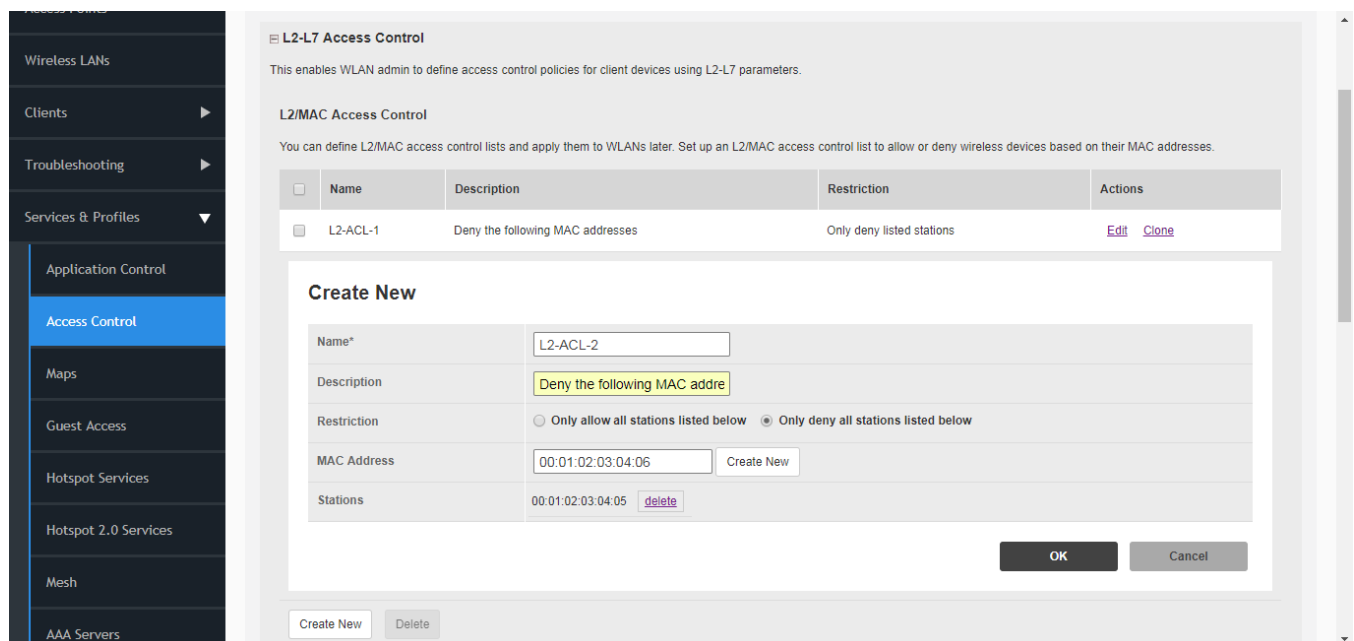 Access Points
Wireless LANs
Clients
Troubleshooting
Services & Profiles
Application Control
Access Control
Maps
Guest Access
Hotspot Services
Hotspot 2.0 Services
Mesh
AAA Servers
L2-L7 Access Control
This enables WLAN admin to define access control policies for client devices using L2-L7 parameters.
L2/MAC Access Control
You can define L2/MAC access control lists and apply them to WLANs later. Set up an L2/MAC access control list to allow or deny wireless devices based on their MAC addresses.
Name Description Restriction Actions
L2-ACL-1 Deny the following MAC addresses Only deny listed stations Edit Clone
Create New
Name* L2-ACL-2
Description Deny the following MAC addre
Restriction Only allow all stations listed below Only deny all stations listed below
MAC Address 00:01:02:03:04:06 Create New
Stations 00:01:02:03:04:05 delete
OK Cancel
Create New Delete